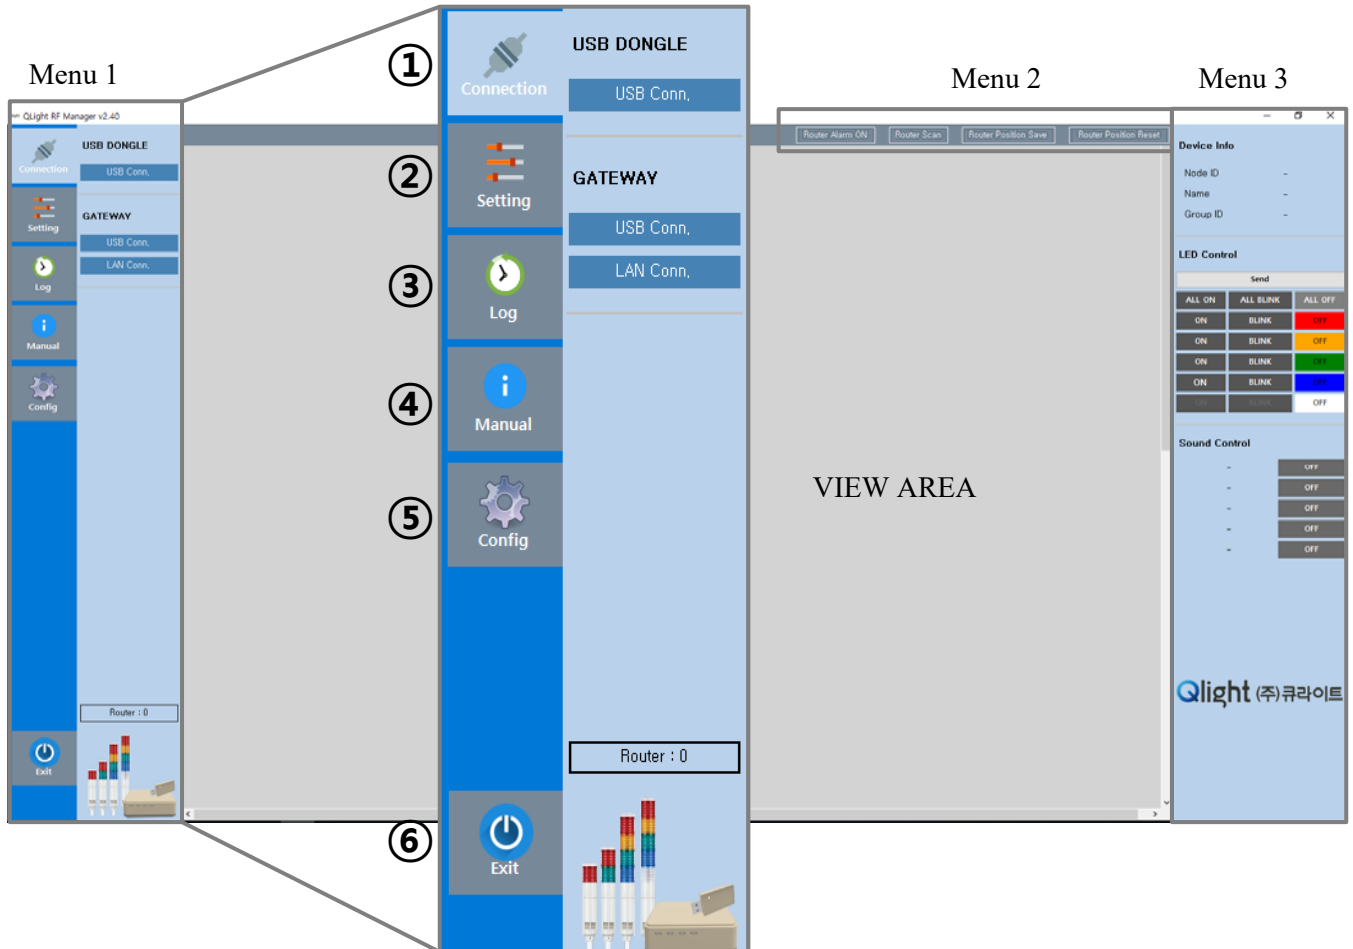 Menu 1
QLight RF Manager v2.40
Connection
Setting
Log
Manual
Config
Exit
USB DONGLE
USB Conn,
GATEWAY
USB Conn,
LAN Conn,
Router : 0
①
②
③
④
⑤
⑥
Connection
Setting
Log
Manual
Config
Exit
USB DONGLE
USB Conn,
GATEWAY
USB Conn,
LAN Conn,
Router : 0
Menu 2
Router Alarm ON Router Scan Router Position Save Router Position Reset
VIEW AREA
Menu 3
Device Info
Node ID -
Name -
Group ID -
LED Control
Send
ALL ON ALL BLINK ALL OFF
ON BLINK OFF
ON BLINK OFF
ON BLINK OFF
ON BLINK OFF
ON BLINK OFF
Sound Control
- OFF
- OFF
- OFF
- OFF
- OFF
Qlight (주)큐라이트